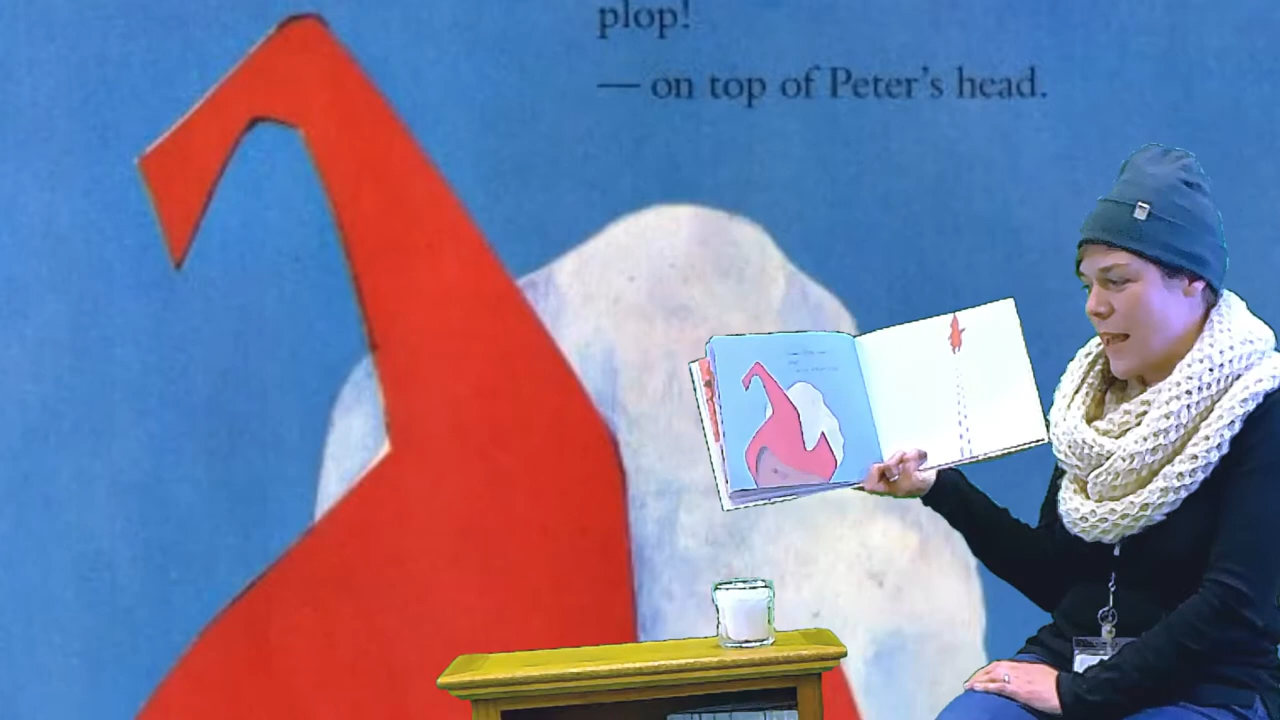 plop!
— on top of Peter's head.